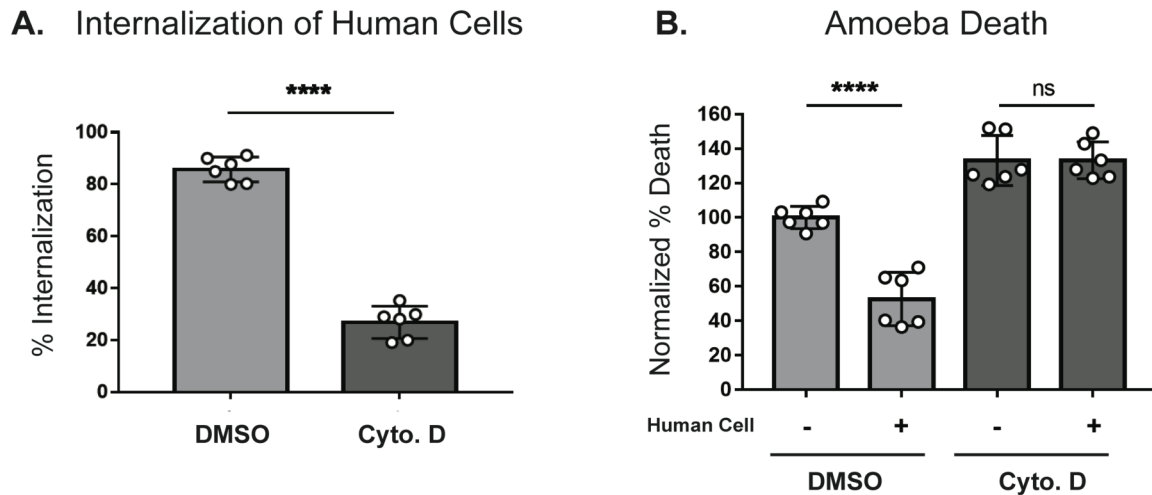 A. Internalization of Human Cells
****
% Internalization
100
80
60
40
20
0
DMSO Cyto. D
B. Amoeba Death
**** ns
Normalized % Death
160
140
120
100
80
60
40
20
0
Human Cell - + - +
DMSO Cyto. D